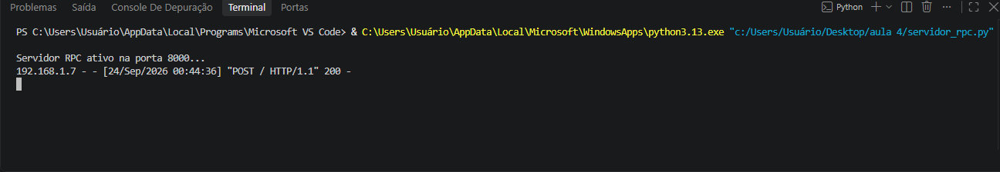 Problemas Saída Console De Depuração Terminal Portas Python
PS C:\Users\Usuário\AppData\Local\Programs\Microsoft VS Code> & C:\Users\Usuário\AppData\Local\Microsoft\WindowsApps\python3.13.exe "c:/Users/Usuário/Desktop/aula 4/servidor_rpc.py"
Servidor RPC ativo na porta 8000...
192.168.1.7 - - [24/Sep/2026 00:44:36] "POST / HTTP/1.1" 200 -